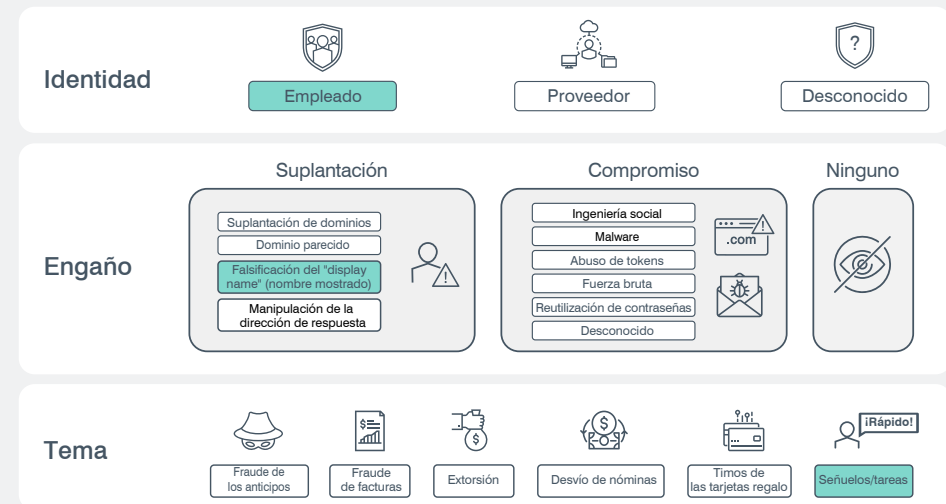 Identidad
Empleado
Proveedor
?
Desconocido
Engaño
Suplantación
Suplantación de dominios
Dominio parecido
Falsificación del "display
name" (nombre mostrado)
Manipulación de la
dirección de respuesta
!
Compromiso
Ingeniería social
Malware
Abuso de tokens
Fuerza bruta
Reutilización de contraseñas
Desconocido
!
.com
Ninguno
Tema
Fraude de
los anticipos
$
Fraude
de facturas
$
Extorsión
$
Desvío de nóminas
Timos de
las tarjetas regalo
¡Rápido!
Señuelos/tareas